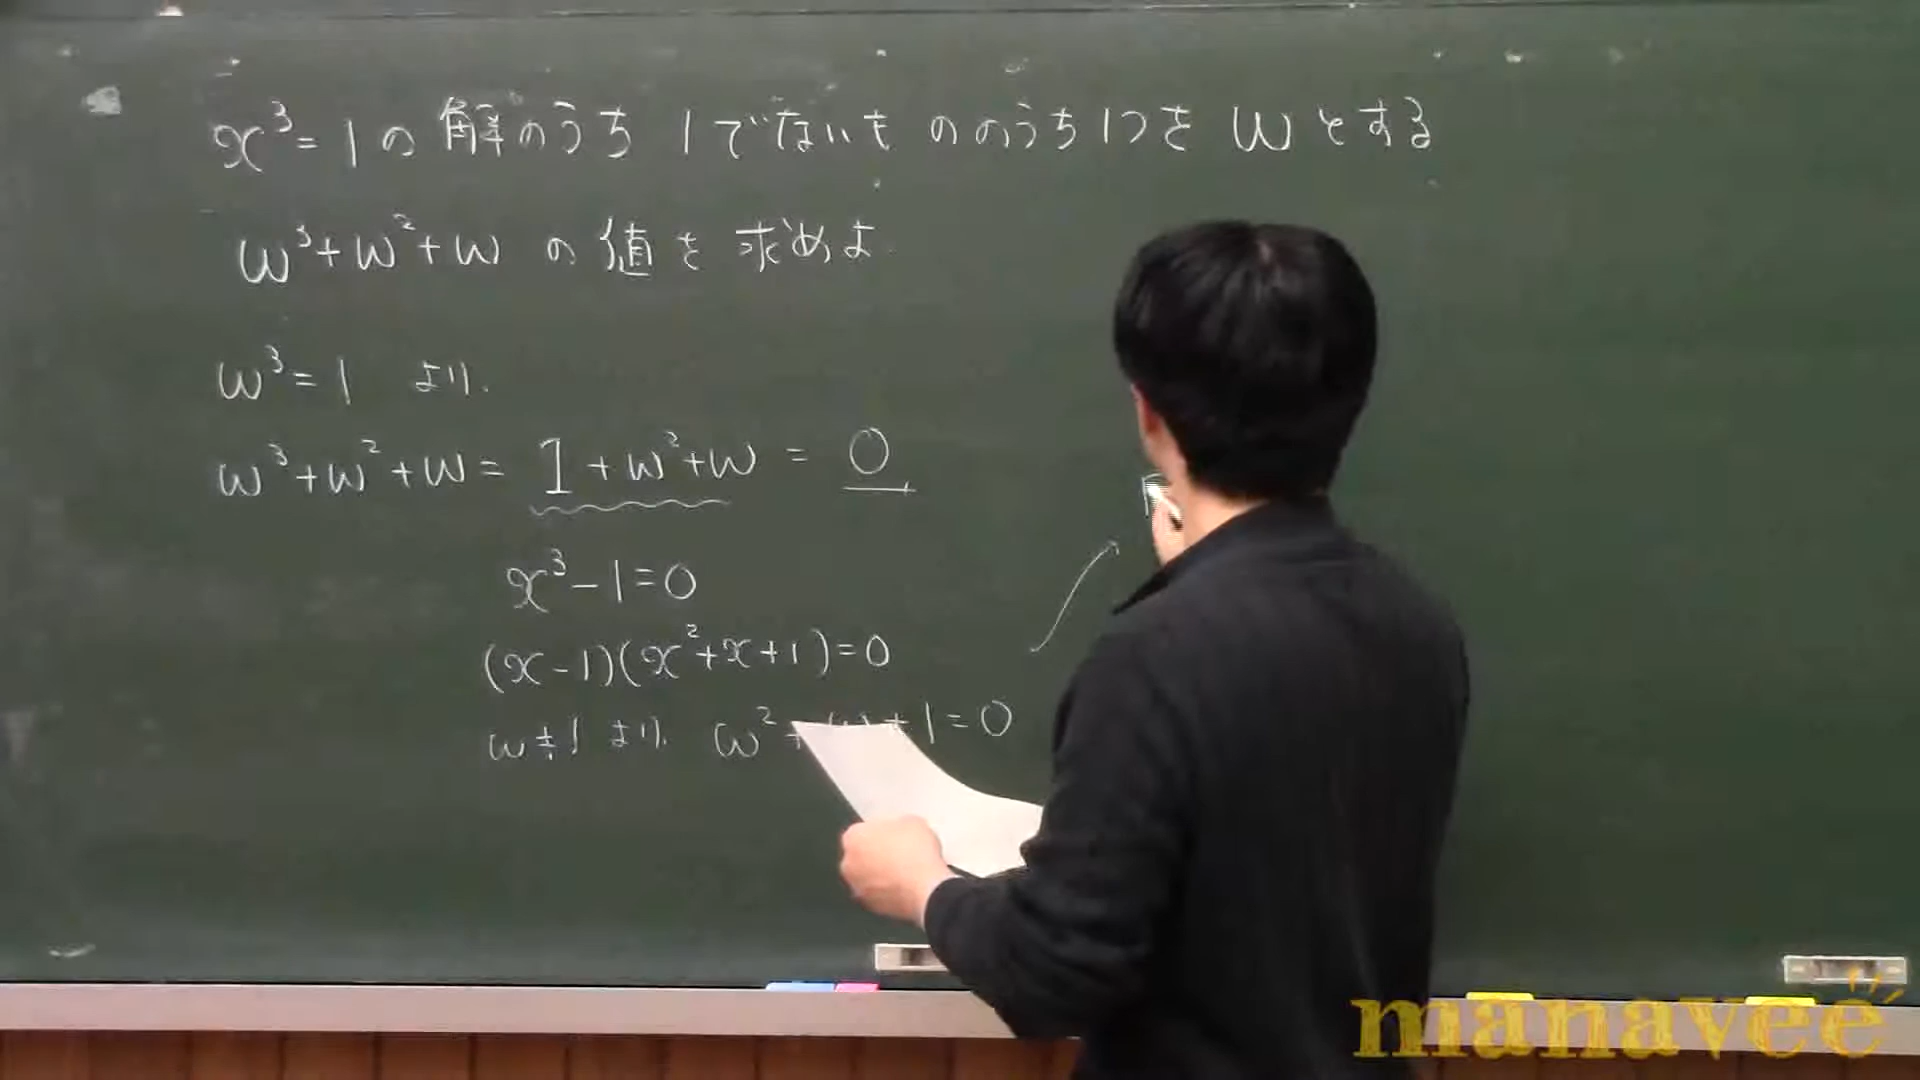 x³=1の解のうち 1でないもののうち1つを ωとする
ω³+ω²+ω の値を求めよ
ω³=1 より.
ω³+ω²+ω= 1+ω²+ω = 0
x³-1=0
(x-1)(x²+x+1)=0
ω≠1 より. ω²+ω+1=0
manavee